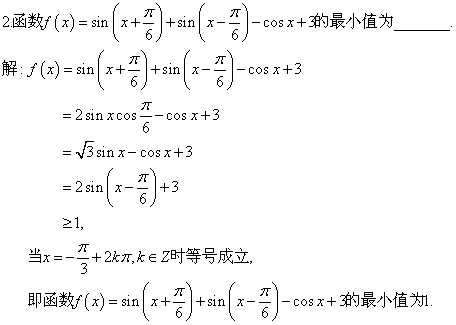 2.函数f(x)=sin(x+π/6)+sin(x-π/6)-cos x+3的最小值为______.
解: f(x)=sin(x+π/6)+sin(x-π/6)-cos x+3
=2sin x cos π/6-cos x+3
=√3 sin x-cos x+3
=2sin(x-π/6)+3
≥1,
当x=-π/3+2kπ,k∈Z时等号成立,
即函数f(x)=sin(x+π/6)+sin(x-π/6)-cos x+3的最小值为1.